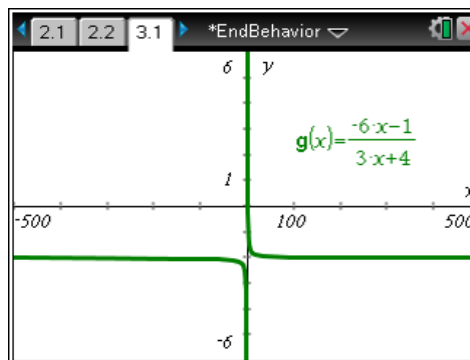 2.1 2.2 3.1 *EndBehavior
6 y
g(x)=-6·x-1/3·x+4
1
x
-500 100 500
-6